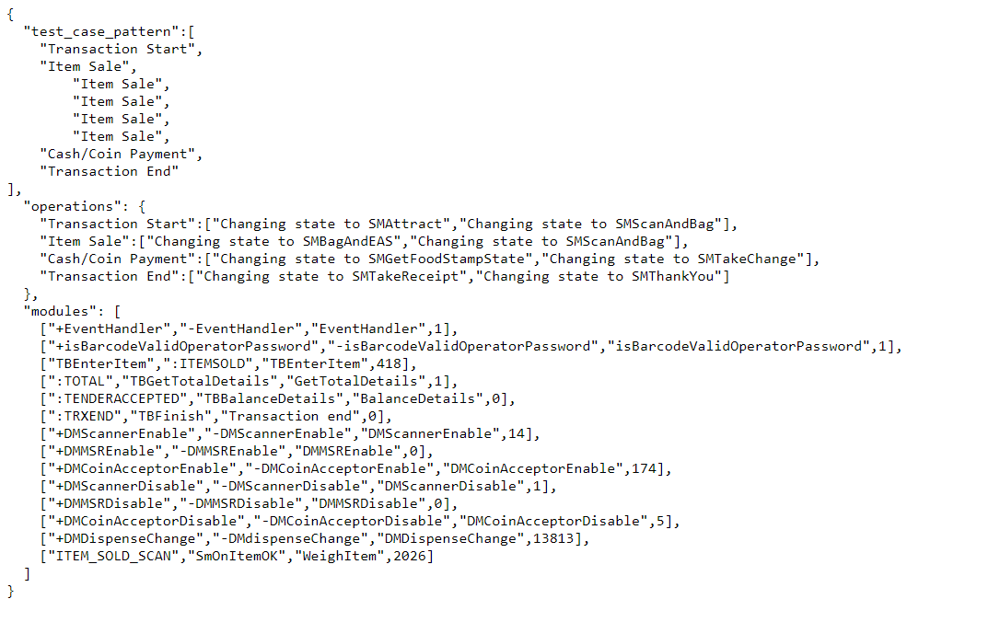 {
"test_case_pattern":[
"Transaction Start",
"Item Sale",
"Item Sale",
"Item Sale",
"Item Sale",
"Item Sale",
"Cash/Coin Payment",
"Transaction End"
],
"operations": {
"Transaction Start":["Changing state to SMAttract","Changing state to SMScanAndBag"],
"Item Sale":["Changing state to SMBagAndEAS","Changing state to SMScanAndBag"],
"Cash/Coin Payment":["Changing state to SMGetFoodStampState","Changing state to SMTakeChange"],
"Transaction End":["Changing state to SMTakeReceipt","Changing state to SMThankYou"]
},
"modules": [
["+EventHandler","-EventHandler","EventHandler",1],
["+isBarcodeValidOperatorPassword","-isBarcodeValidOperatorPassword","isBarcodeValidOperatorPassword",1],
["TBEnterItem",":ITEMSOLD","TBEnterItem",418],
[":TOTAL","TBGetTotalDetails","GetTotalDetails",1],
[":TENDERACCEPTED","TBBalanceDetails","BalanceDetails",0],
[":TRXEND","TBFinish","Transaction end",0],
["+DMScannerEnable","-DMScannerEnable","DMScannerEnable",14],
["+DMMSREnable","-DMMSREnable","DMMSREnable",0],
["+DMCoinAcceptorEnable","-DMCoinAcceptorEnable","DMCoinAcceptorEnable",174],
["+DMScannerDisable","-DMScannerDisable","DMScannerDisable",1],
["+DMMSRDisable","-DMMSRDisable","DMMSRDisable",0],
["+DMCoinAcceptorDisable","-DMCoinAcceptorDisable","DMCoinAcceptorDisable",5],
["+DMDispenseChange","-DMdispenseChange","DMDispenseChange",13813],
["ITEM_SOLD_SCAN","SmOnItemOK","WeighItem",2026]
]
}